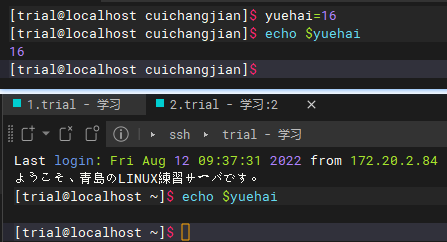 [trial@localhost cuichangjian]$ yuehai=16
[trial@localhost cuichangjian]$ echo $yuehai
16
[trial@localhost cuichangjian]$
1.trial - 学习
2.trial - 学习:2
ssh trial - 学习
Last login: Fri Aug 12 09:37:31 2022 from 172.20.2.84
ようこそ、青島のLINUX練習サーバです。
[trial@localhost ~]$ echo $yuehai
[trial@localhost ~]$